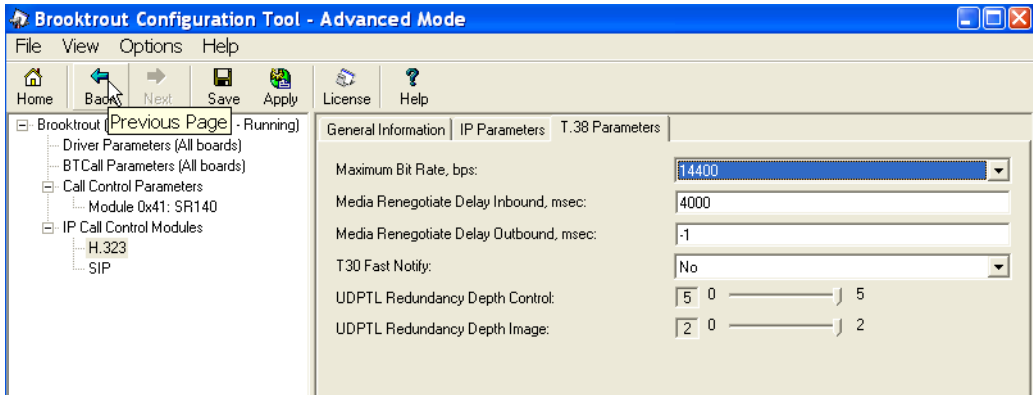 Brooktrout Configuration Tool - Advanced Mode
File View Options Help
Home Back Next Save Apply License Help
Previous Page
Brooktrout ( - Running)
Driver Parameters (All boards)
BTCall Parameters (All boards)
Call Control Parameters
Module 0x41: SR140
IP Call Control Modules
H.323
SIP
General Information IP Parameters T.38 Parameters
Maximum Bit Rate, bps: 14400
Media Renegotiate Delay Inbound, msec: 4000
Media Renegotiate Delay Outbound, msec: -1
T30 Fast Notify: No
UDPTL Redundancy Depth Control: 5 0 5
UDPTL Redundancy Depth Image: 2 0 2